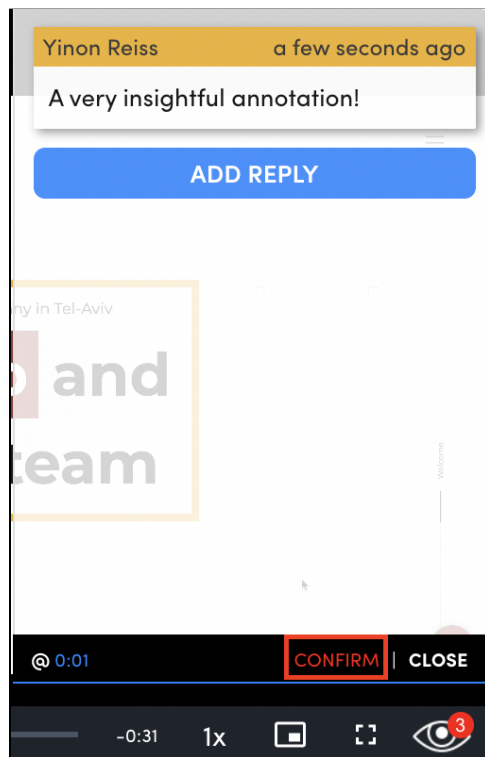 Yinon Reiss a few seconds ago
A very insightful annotation!
ADD REPLY
ny in Tel-Aviv
and
team
Welcome
@ 0:01 CONFIRM | CLOSE
-0:31 1x 3